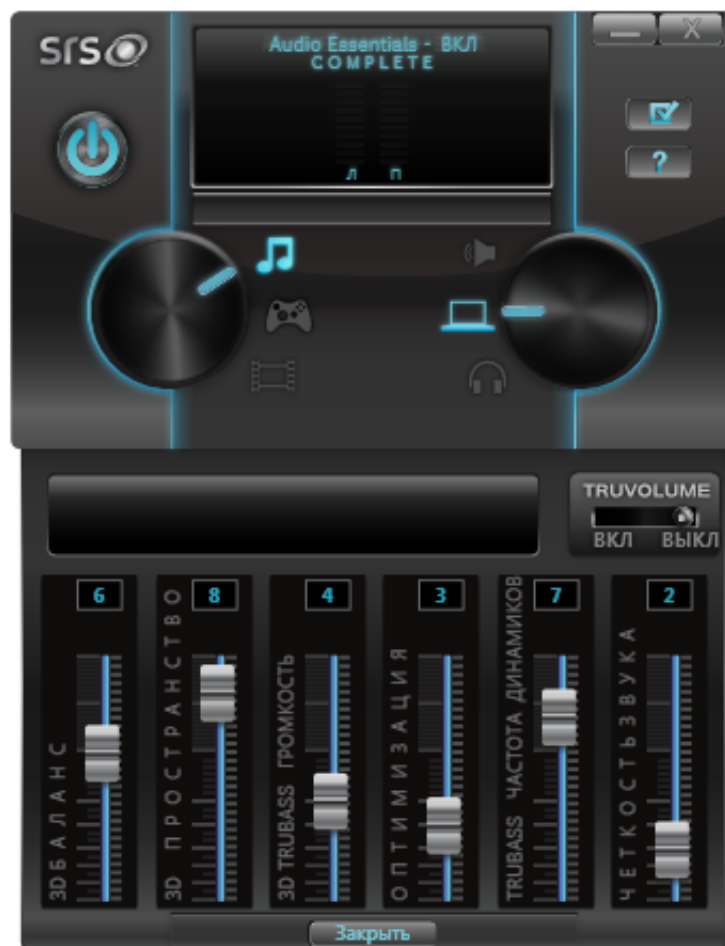 SrS
Audio Essentials - ВКЛ
COMPLETE
Л П
?
X
TRUVOLUME
ВКЛ ВЫКЛ
6 8 4 3 7 2
3D БАЛАНС
3D ПРОСТРАНСТВО
3D TRUBASS ГРОМКОСТЬ
ОПТИМИЗАЦИЯ
TRUBASS ЧАСТОТА ДИНАМИКОВ
ЧЕТКОСТЬ ЗВУКА
Закрыть